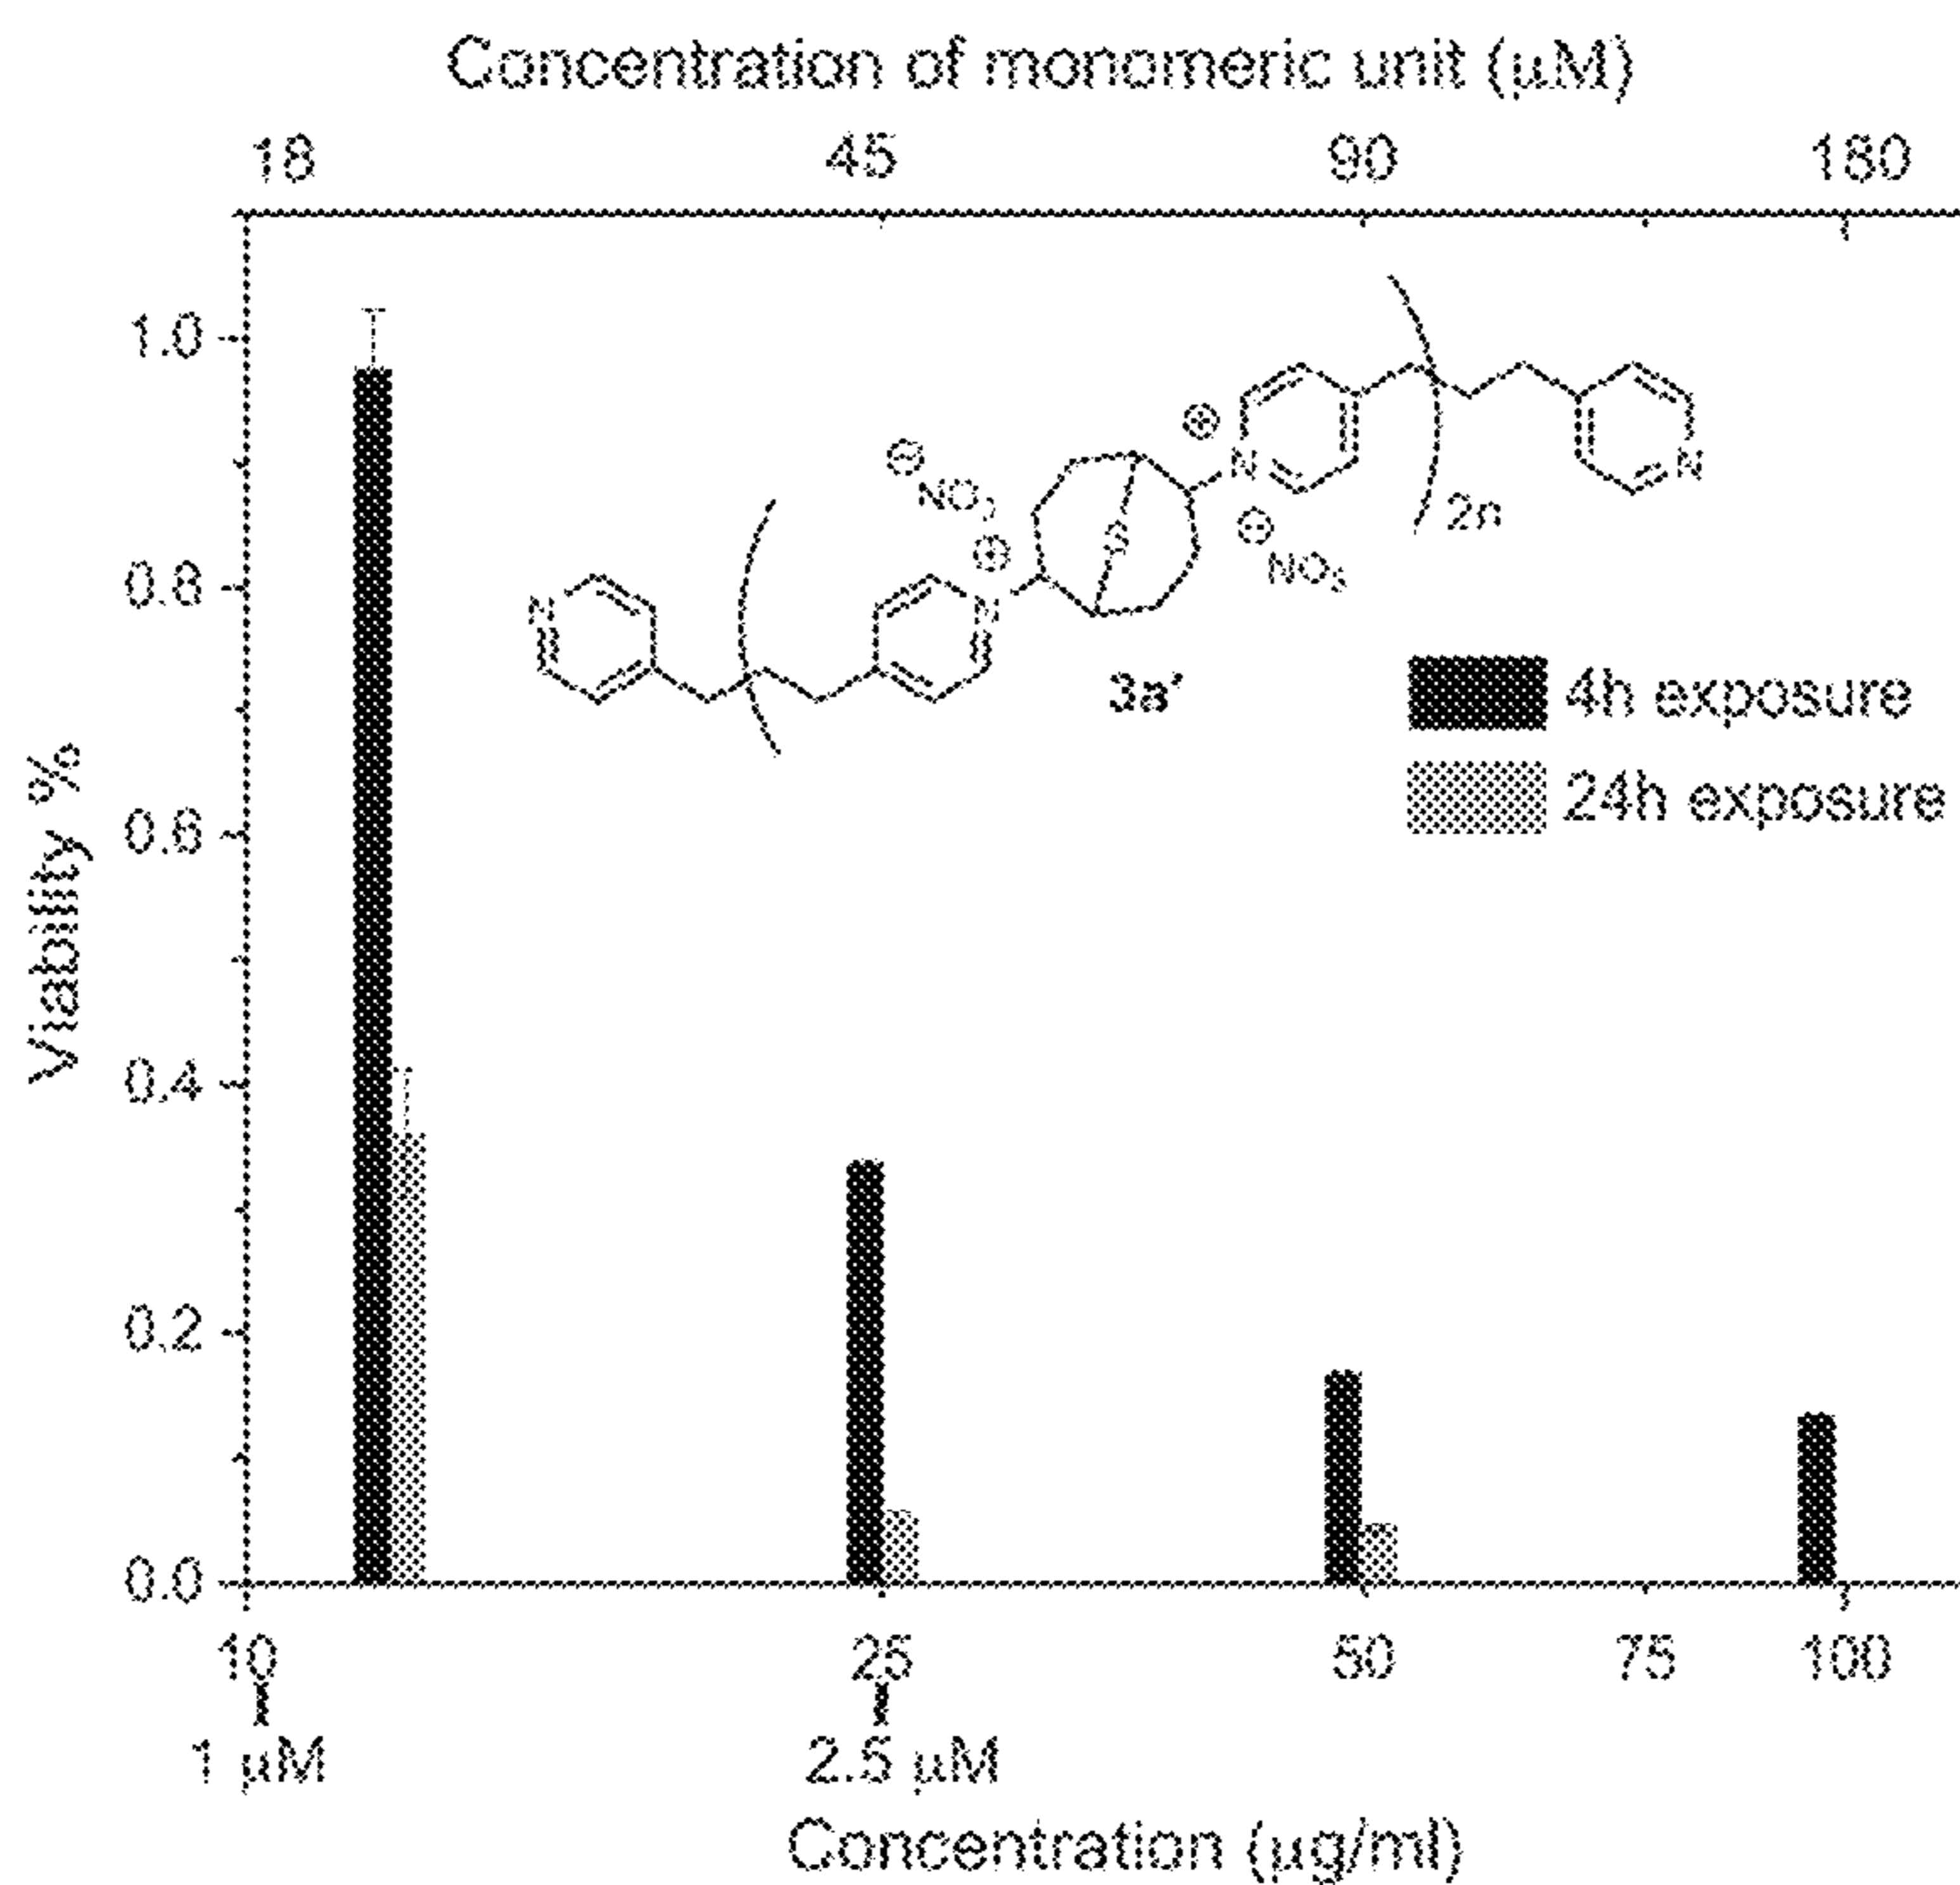 Concentration of monomeric unit (µM)
18 45 90 180
1.0
0.8
0.6
0.4
0.2
0.0
Viability %
N
⊕
N
2n
N
⊖
NO3
S
⊕
N
⊖
NO3
3a'
4h exposure
24h exposure
10 25 50 75 100
1 µM 2.5 µM
Concentration (µg/ml)